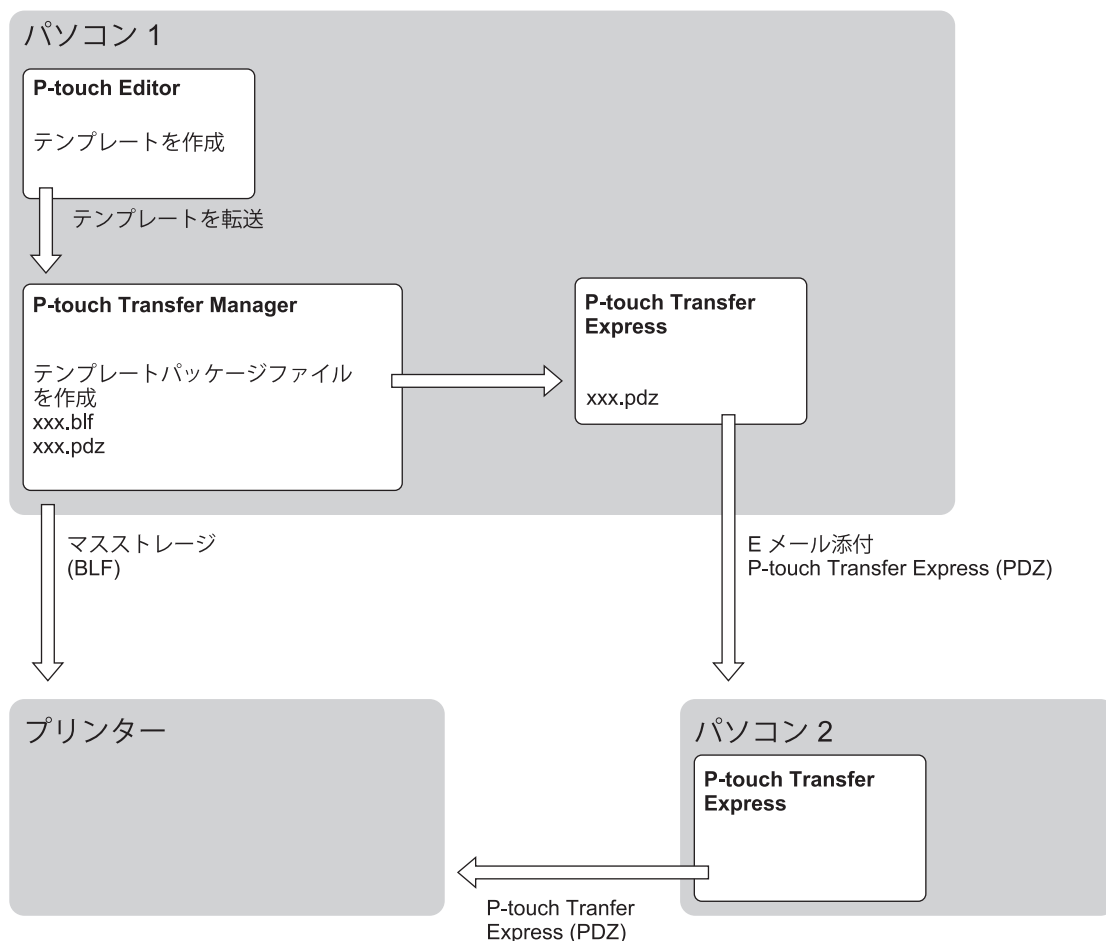 パソコン 1
P-touch Editor
テンプレートを作成
テンプレートを転送
P-touch Transfer Manager
テンプレートパッケージファイル
を作成
xxx.blf
xxx.pdz
P-touch Transfer
Express
xxx.pdz
マスストレージ
(BLF)
E メール添付
P-touch Transfer Express (PDZ)
プリンター
パソコン 2
P-touch Transfer
Express
P-touch Tranfer
Express (PDZ)